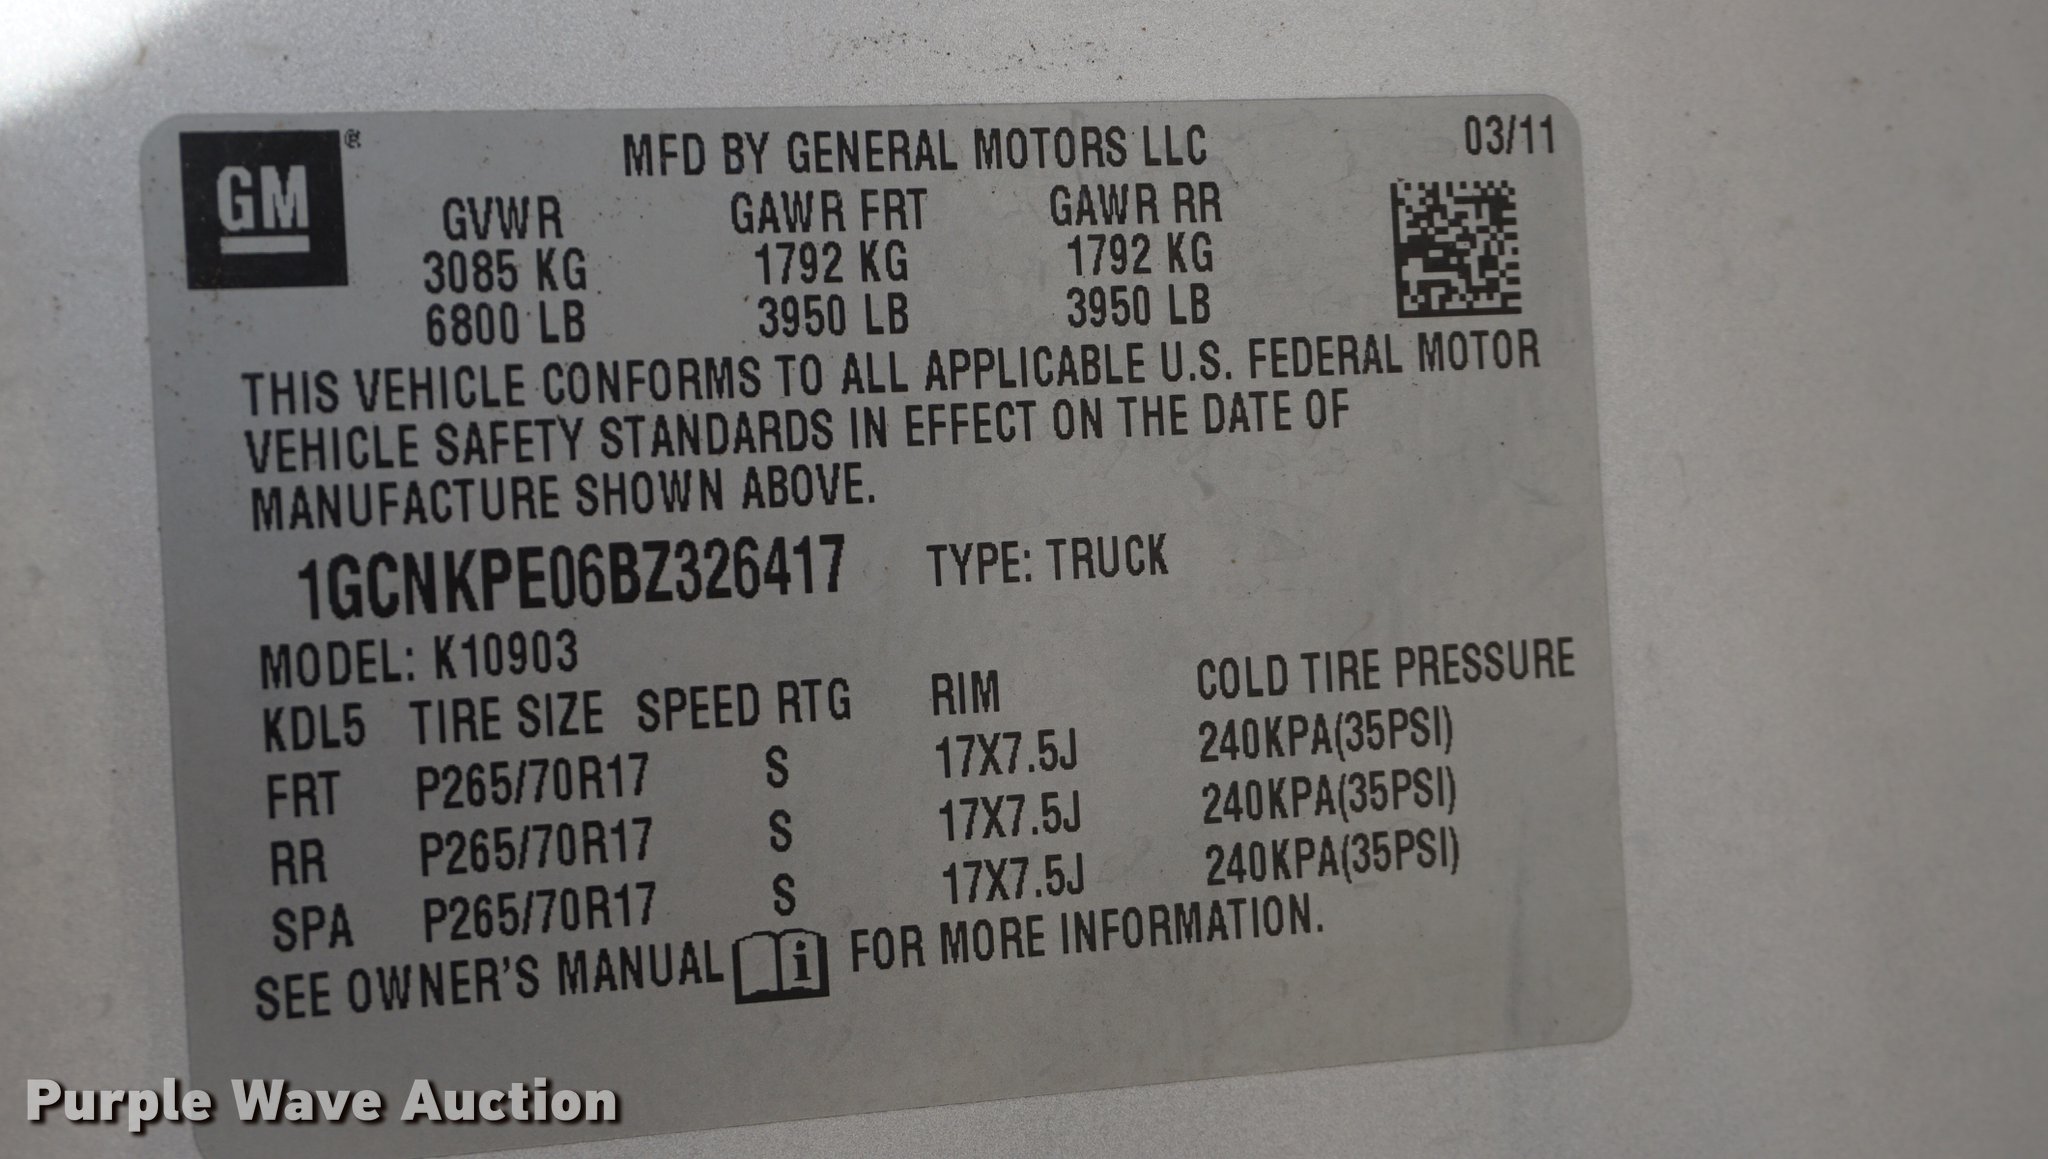 GM®
MFD BY GENERAL MOTORS LLC 03/11
GVWR GAWR FRT GAWR RR
3085 KG 1792 KG 1792 KG
6800 LB 3950 LB 3950 LB
THIS VEHICLE CONFORMS TO ALL APPLICABLE U.S. FEDERAL MOTOR
VEHICLE SAFETY STANDARDS IN EFFECT ON THE DATE OF
MANUFACTURE SHOWN ABOVE.
1GCNKPE06BZ326417 TYPE: TRUCK
MODEL: K10903
KDL5 TIRE SIZE SPEED RTG RIM COLD TIRE PRESSURE
FRT P265/70R17 S 17X7.5J 240KPA(35PSI)
RR P265/70R17 S 17X7.5J 240KPA(35PSI)
SPA P265/70R17 S 17X7.5J 240KPA(35PSI)
SEE OWNER'S MANUAL i FOR MORE INFORMATION.
Purple Wave Auction